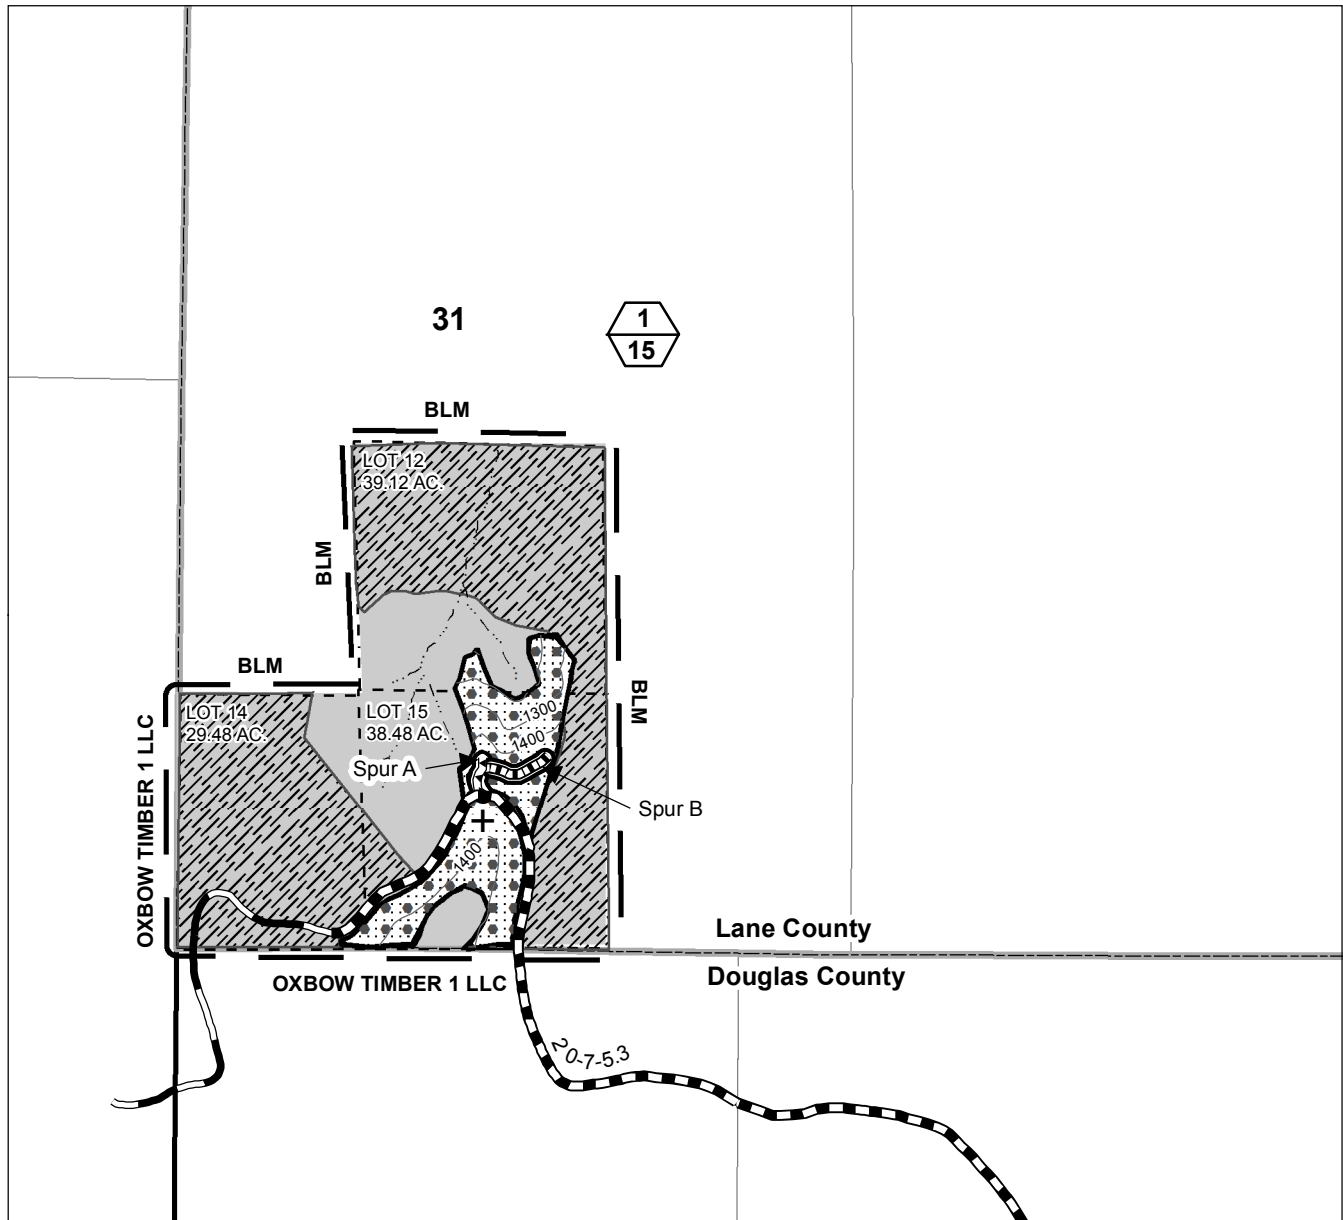 31
1
15
BLM
LOT 12
39.12 AC.
BLM
BLM
BLM
LOT 14
29.48 AC.
LOT 15
38.48 AC.
1300
1400
Spur A
Spur B
OXBOW TIMBER 1 LLC
1400
Lane County
Douglas County
OXBOW TIMBER 1 LLC
20-7-5.3